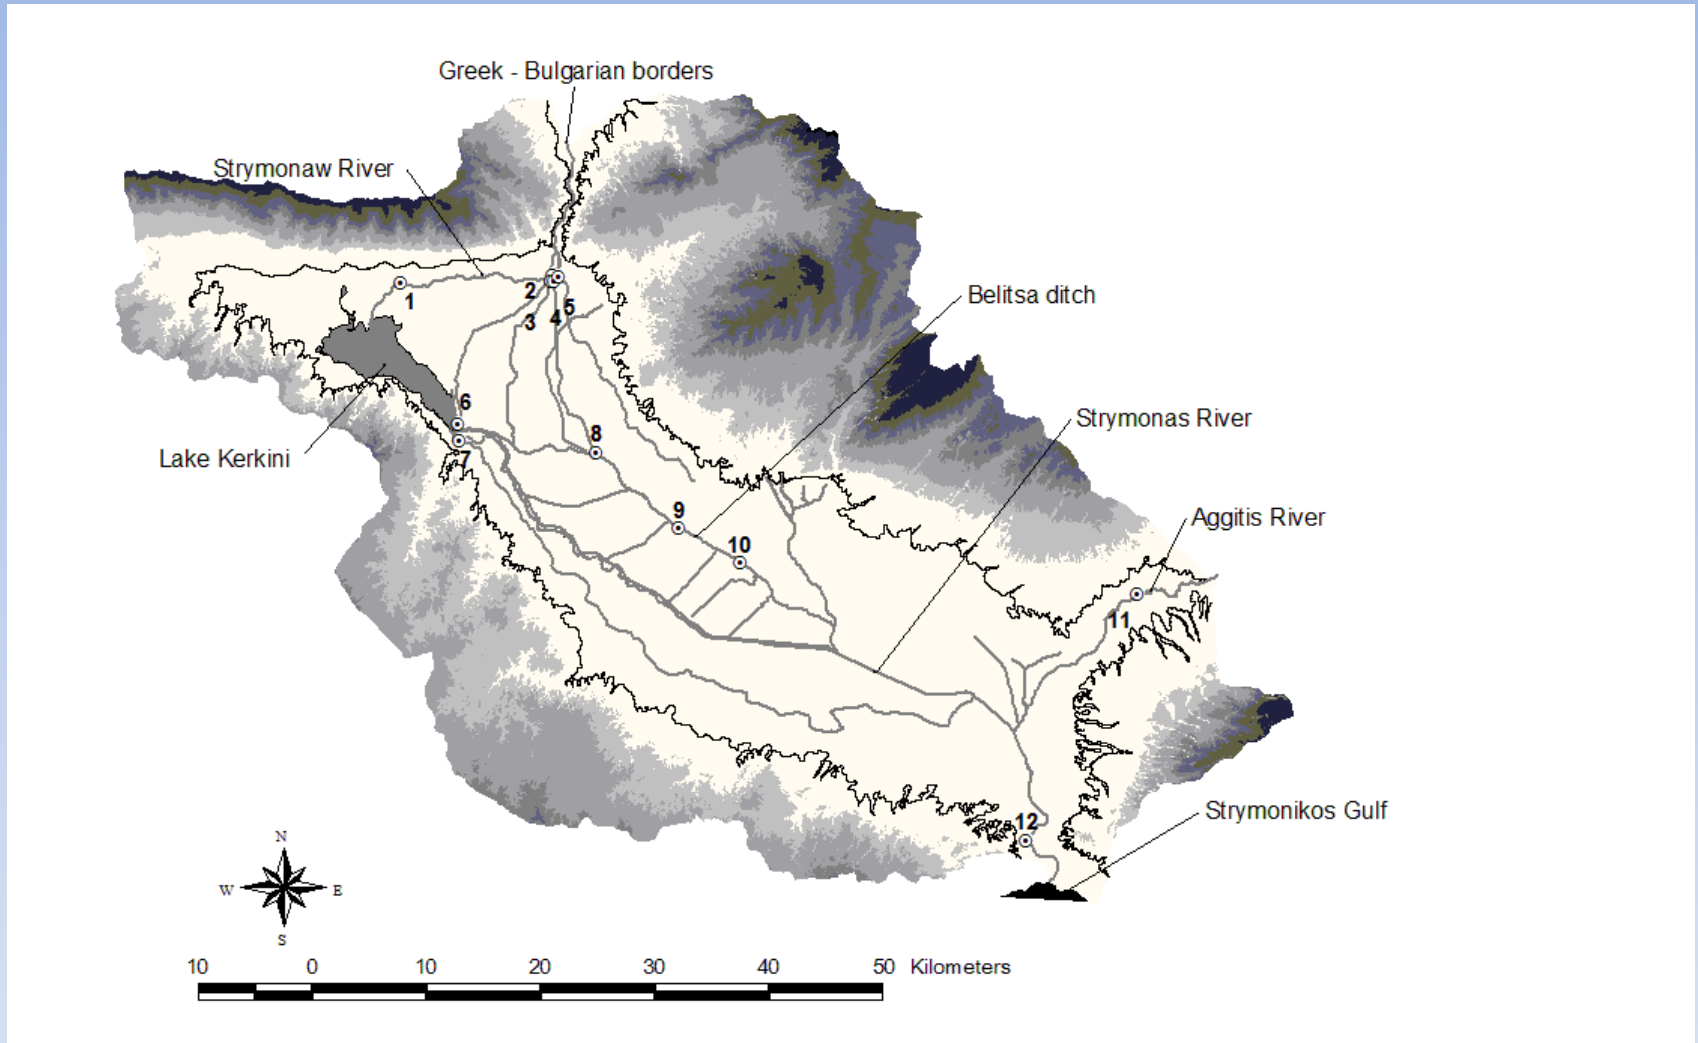 Greek - Bulgarian borders
Strymonaw River
1
2
5
3
4
Belitsa ditch
6
Strymonas River
8
Lake Kerkini
7
9
Aggitis River
10
11
Strymonikos Gulf
12
N
W
E
S
10 0 10 20 30 40 50 Kilometers